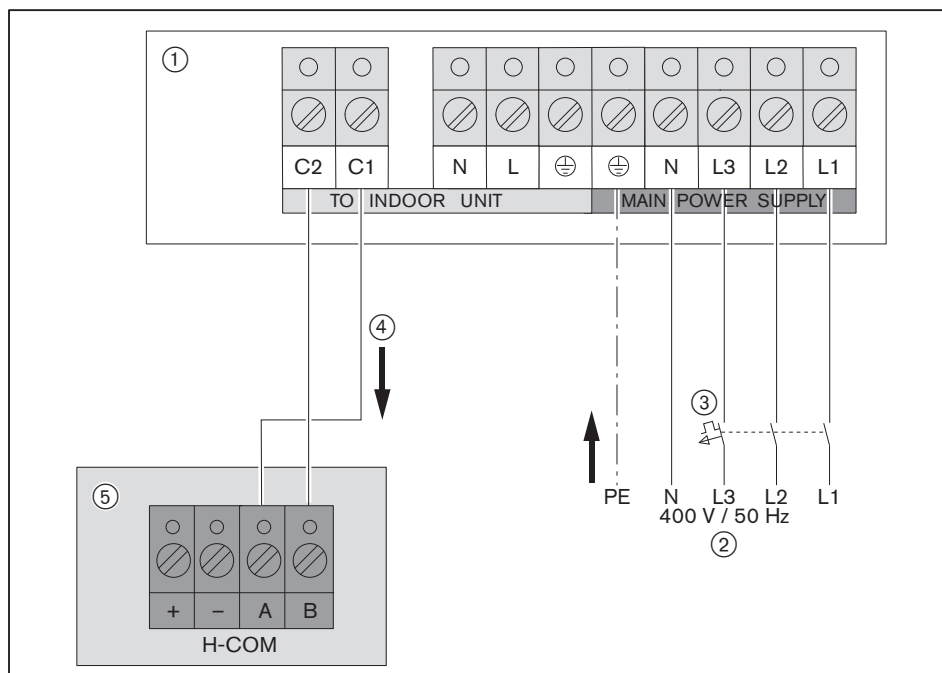 ①
C2 C1 N L N L3 L2 L1
TO INDOOR UNIT MAIN POWER SUPPLY
④
③
⑤
PE N L3 L2 L1
400 V / 50 Hz
②
+ – A B
H-COM